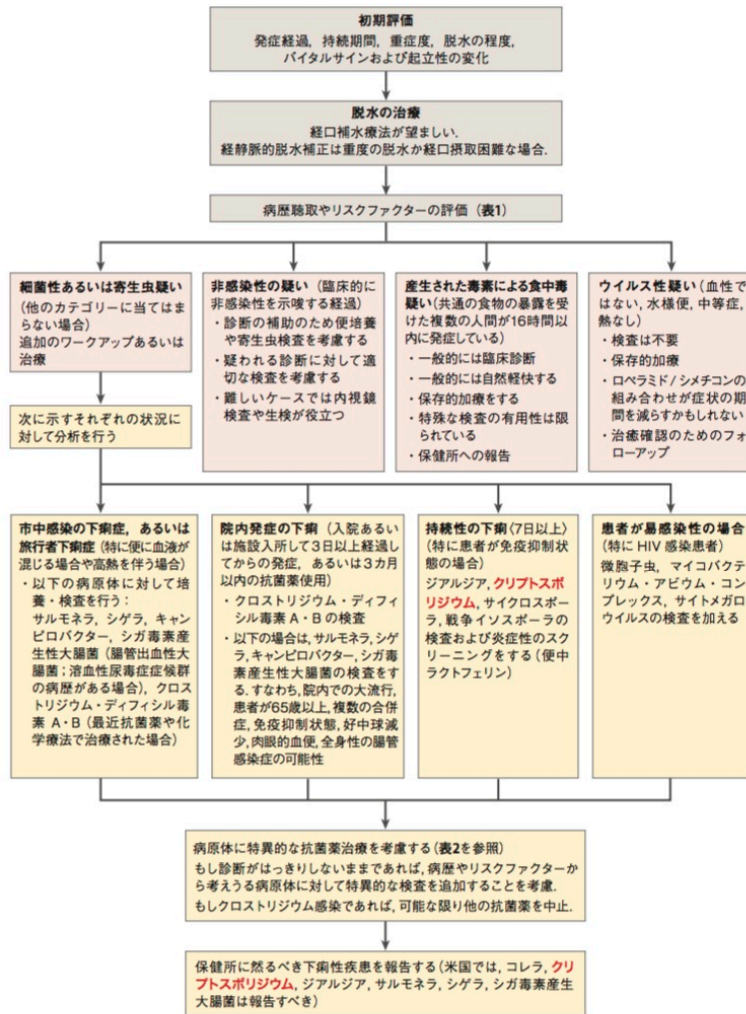 初期評価
発症経過，持続期間，重症度，脱水の程度，
バイタルサインおよび起立性の変化
脱水の治療
経口補水療法が望ましい．
経静脈的脱水補正は重度の脱水か経口摂取困難な場合．
病歴聴取やリスクファクターの評価（表1）
細菌性あるいは寄生虫疑い
（他のカテゴリーに当てはま
らない場合）
追加のワークアップあるいは
治療
非感染性の疑い（臨床的に
非感染性を示唆する経過）
・診断の補助のため便培養
や寄生虫検査を考慮する
・疑われる診断に対して適
切な検査を考慮する
・難しいケースでは内視鏡
検査や生検が役立つ
産生された毒素による食中毒
疑い（共通の食物の暴露を受
けた複数の人間が16時間以
内に発症している）
・一般的には臨床診断
・一般的には自然軽快する
・保存的加療をする
・特殊な検査の有用性は限
られている
・保健所への報告
ウイルス性疑い（血性で
はない，水様便，中等症，
熱なし）
・検査は不要
・保存的加療
・ロペラミド/シメチコンの
組み合わせが症状の期
間を減らすかもしれない
・治癒確認のためのフォ
ローアップ
次に示すそれぞれの状況に
対して分析を行う
市中感染の下痢症，あるいは
旅行者下痢症（特に便に血液が
混じる場合や高熱を伴う場合）
・以下の病原体に対して培
養・検査を行う：
サルモネラ，シゲラ，キャン
ピロバクター，シガ毒素産
生性大腸菌（腸管出血性大
腸菌；溶血性尿毒症症候群
の病歴がある場合），クロス
トリジウム・ディフィシル毒
素 A・B（最近抗菌薬や化
学療法で治療された場合）
院内発症の下痢（入院あるい
は施設入所して3日以上経過し
てからの発症，あるいは3カ月
以内の抗菌薬使用）
・クロストリジウム・ディフィ
シル毒素 A・B の検査
・以下の場合は，サルモネラ，シゲ
ラ，キャンピロバクター，シガ毒
素産生性大腸菌の検査をす
る．すなわち，院内での大流行，
患者が65歳以上，複数の合併
症，免疫抑制状態，好中球減
少，肉眼的血便，全身性の腸管
感染症の可能性
持続性の下痢〈7日以上〉
（特に患者が免疫抑制状
態の場合）
ジアルジア，クリプトスポ
リジウム，サイクロスポー
ラ，戦争イソスポーラの
検査および炎症性のスク
リーニングをする（便中
ラクトフェリン）
患者が易感染性の場合
（特に HIV 感染患者）
微胞子虫，マイコバクテ
リウム・アビウム・コン
プレックス，サイトメガロ
ウイルスの検査を加える
病原体に特異的な抗菌薬治療を考慮する（表2を参照）
もし診断がはっきりしないままであれば，病歴やリスクファクターから
考えうる病原体に対して特異的な検査を追加することを考慮．
もしクロストリジウム感染であれば，可能な限り他の抗菌薬を中止．
保健所に然るべき下痢性疾患を報告する（米国では，コレラ，クリ
プトスポリジウム，ジアルジア，サルモネラ，シゲラ，シガ毒素産生
大腸菌は報告すべき）